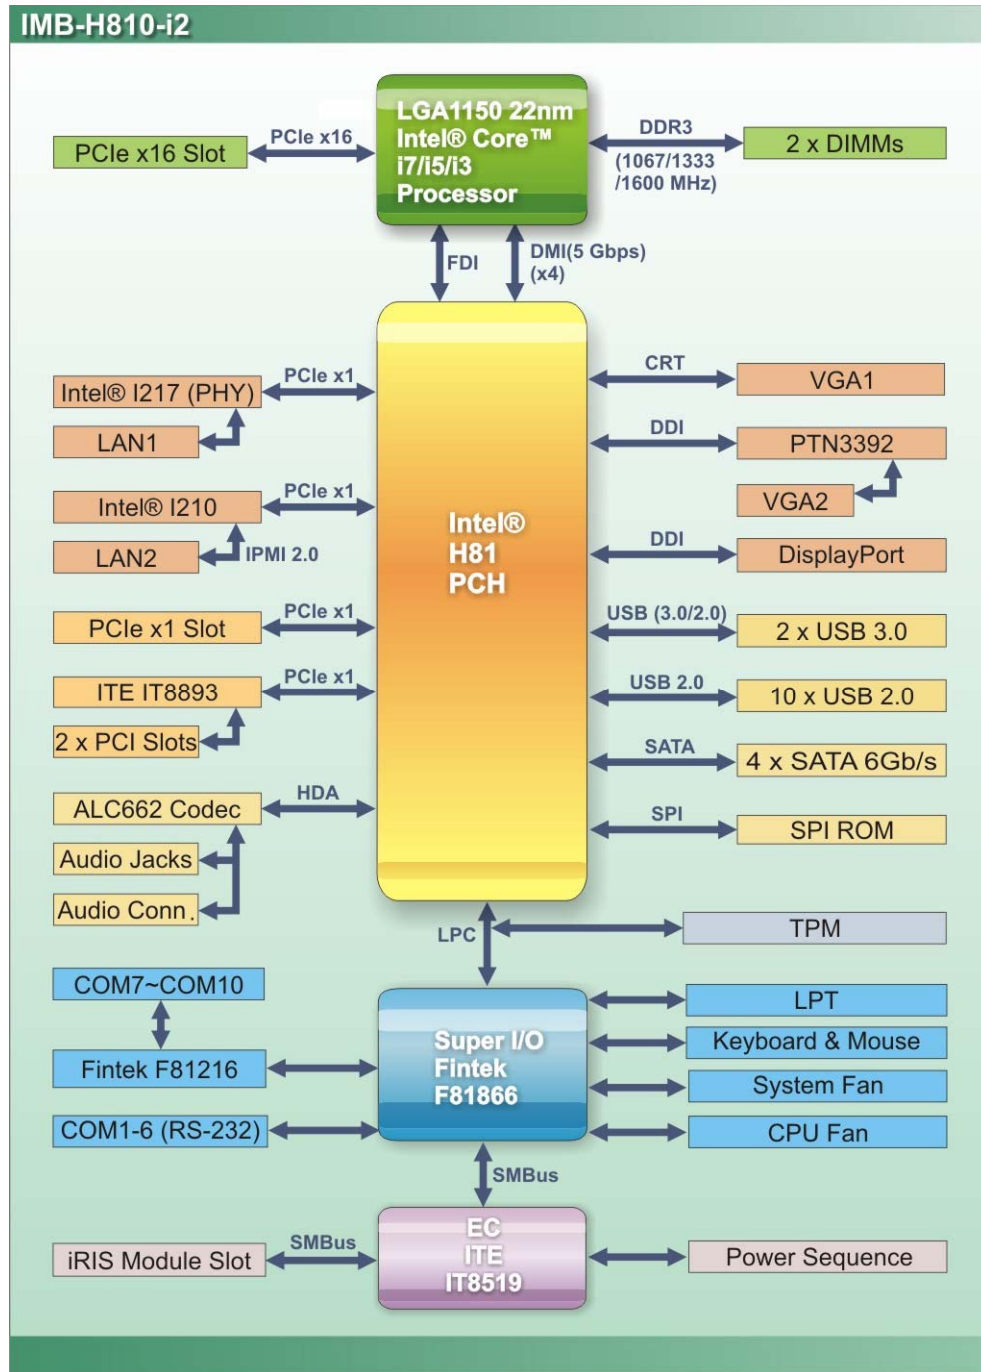 IMB-H810-i2
LGA1150 22nm
Intel® Core™
i7/i5/i3
Processor
PCIe x16 Slot
PCIe x16
DDR3
(1067/1333
/1600 MHz)
2 x DIMMs
FDI
DMI(5 Gbps)
(x4)
Intel®
H81
PCH
Intel® I217 (PHY)
PCIe x1
LAN1
Intel® I210
PCIe x1
LAN2
IPMI 2.0
PCIe x1 Slot
PCIe x1
ITE IT8893
PCIe x1
2 x PCI Slots
ALC662 Codec
HDA
Audio Jacks
Audio Conn.
CRT
VGA1
DDI
PTN3392
VGA2
DDI
DisplayPort
USB (3.0/2.0)
2 x USB 3.0
USB 2.0
10 x USB 2.0
SATA
4 x SATA 6Gb/s
SPI
SPI ROM
LPC
TPM
COM7~COM10
Fintek F81216
COM1-6 (RS-232)
Super I/O
Fintek
F81866
LPT
Keyboard & Mouse
System Fan
CPU Fan
SMBus
iRIS Module Slot
SMBus
EC
ITE
IT8519
Power Sequence